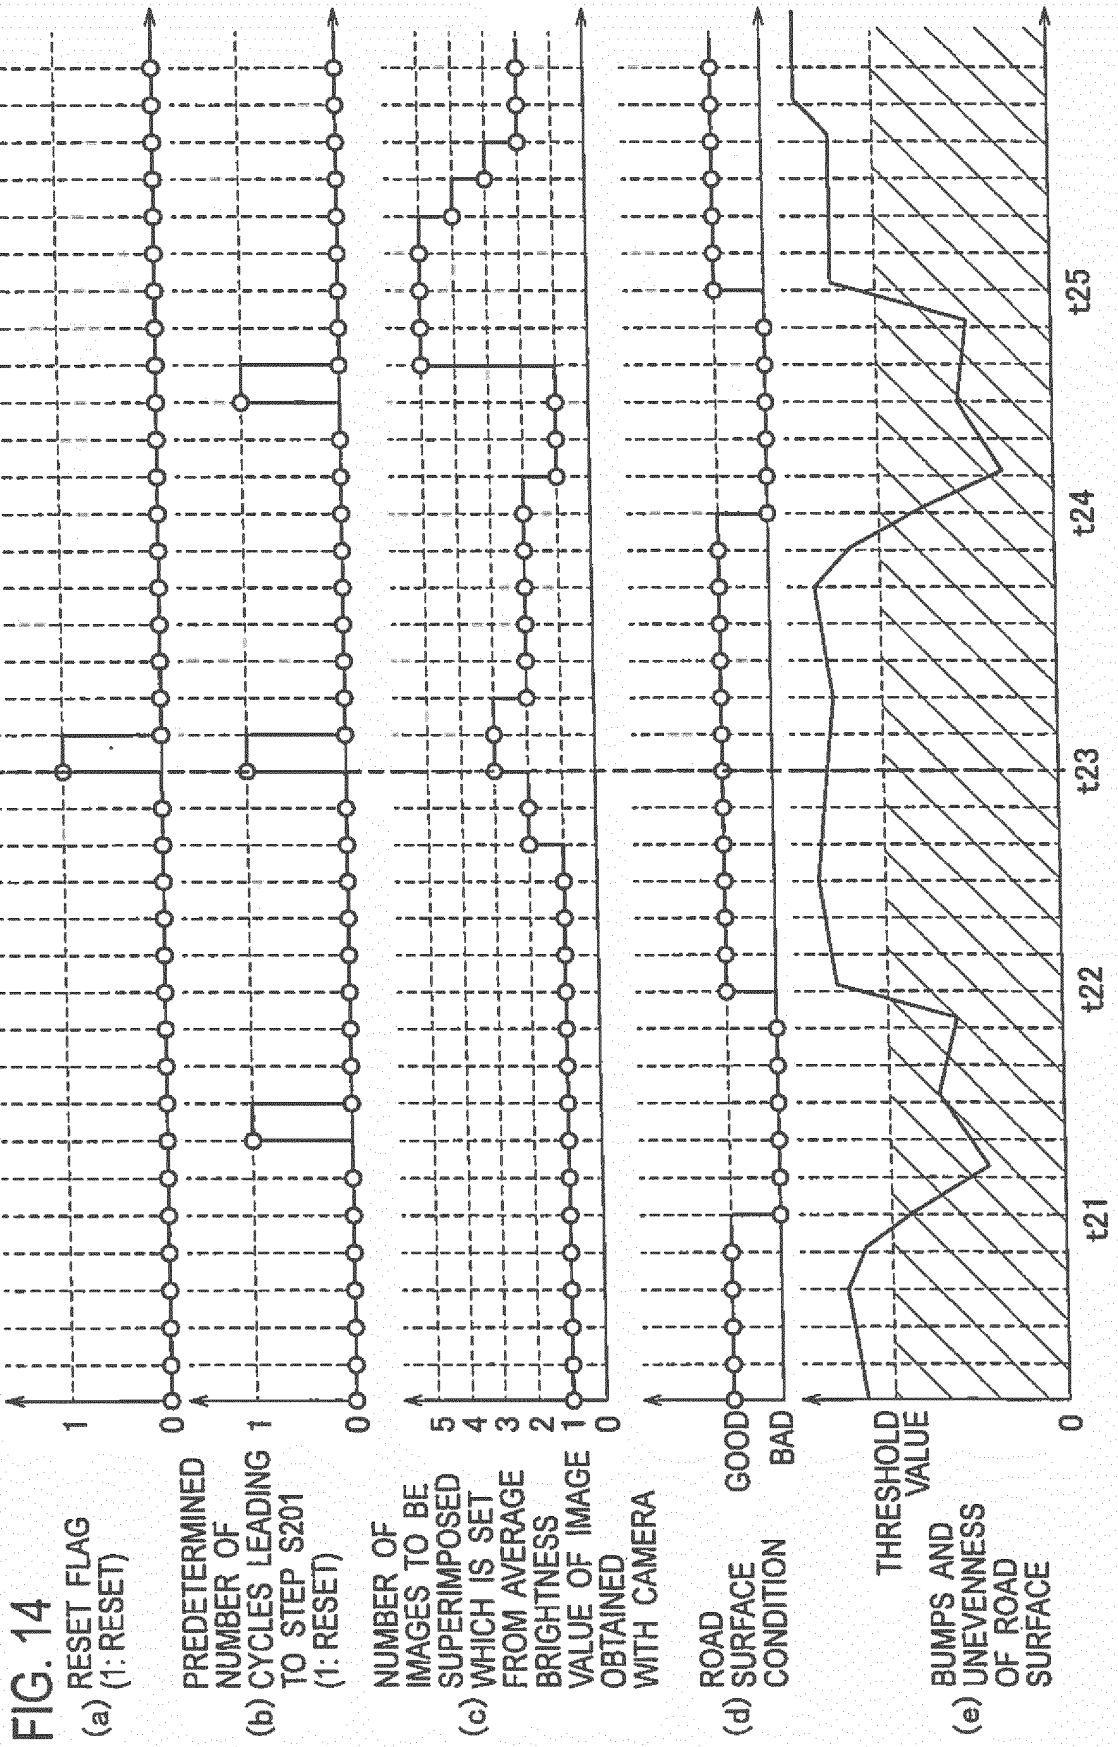 FIG. 14
(a) RESET FLAG
(1: RESET)
1
0
PREDETERMINED
NUMBER OF
(b) CYCLES LEADING
TO STEP S201
(1: RESET)
1
0
NUMBER OF
IMAGES TO BE
SUPERIMPOSED
(c) WHICH IS SET
FROM AVERAGE
BRIGHTNESS
VALUE OF IMAGE
OBTAINED
WITH CAMERA
5
4
3
2
1
0
ROAD
(d) SURFACE
CONDITION
GOOD
BAD
THRESHOLD
VALUE
BUMPS AND
(e) UNEVENNESS
OF ROAD
SURFACE
0
t21
t22
t23
t24
t25